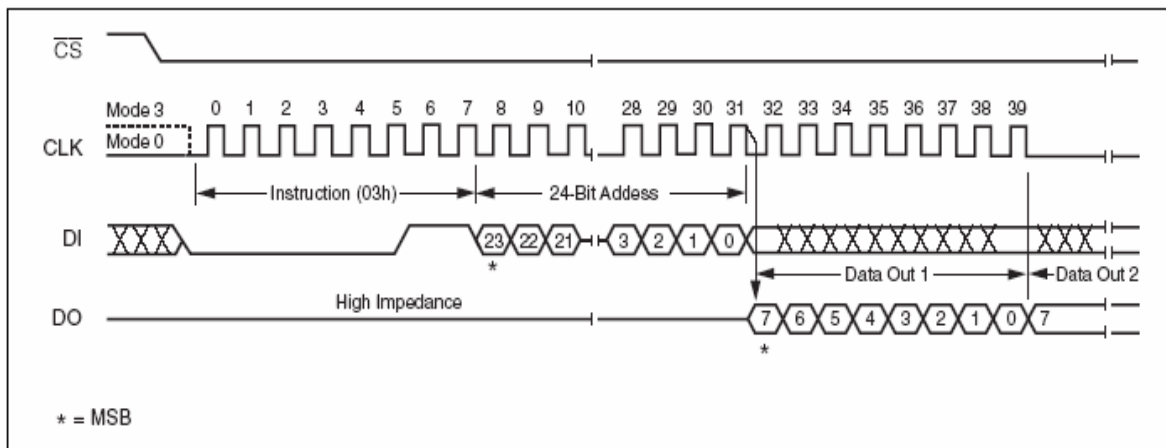 CS
Mode 3
0 1 2 3 4 5 6 7 8 9 10 28 29 30 31 32 33 34 35 36 37 38 39
CLK
Mode 0
Instruction (03h)
24-Bit Addess
DI
23 22 21 3 2 1 0
*
Data Out 1
Data Out 2
High Impedance
DO
7 6 5 4 3 2 1 0 7
*
* = MSB